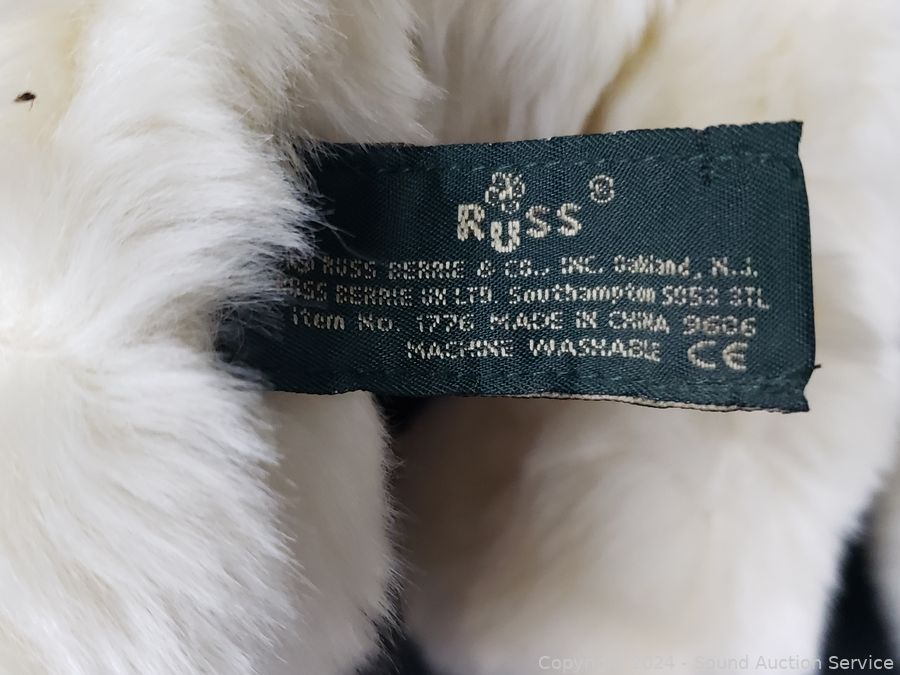 RUSS ®
RUSS BERRIE & CO., INC. Oakland, N.J.
RUSS BERRIE UK LTD. Southampton SO53 3TL
Item No. 1776 MADE IN CHINA 9606
MACHINE WASHABLE CE
Copyright 2024 - Sound Auction Service